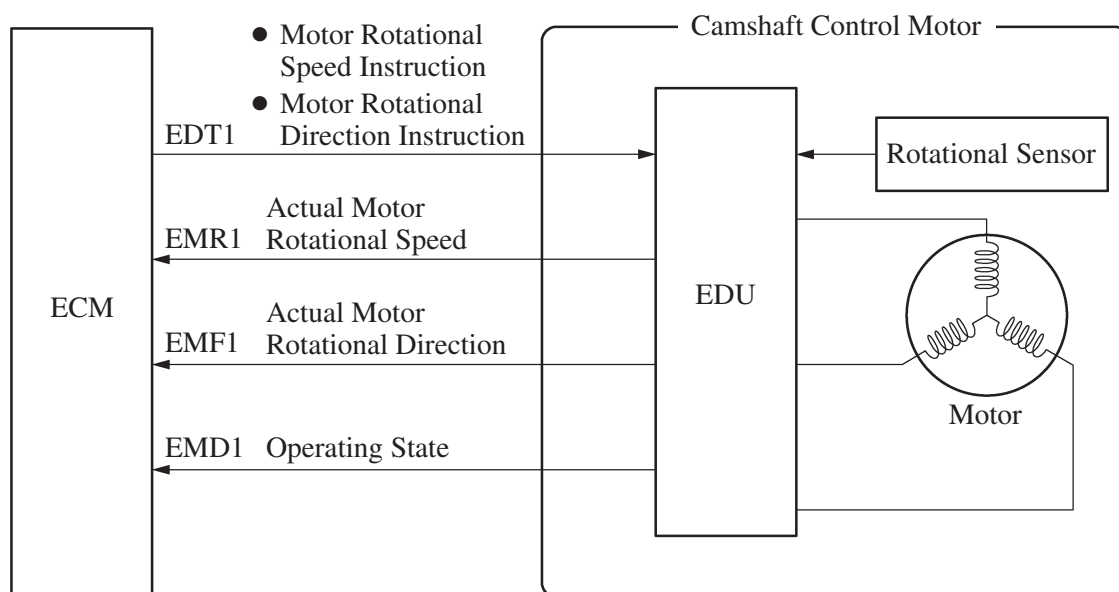 Camshaft Control Motor
● Motor Rotational
Speed Instruction
● Motor Rotational
Direction Instruction
EDT1
Rotational Sensor
Actual Motor
EMR1 Rotational Speed
ECM
EDU
Actual Motor
EMF1 Rotational Direction
Motor
EMD1 Operating State